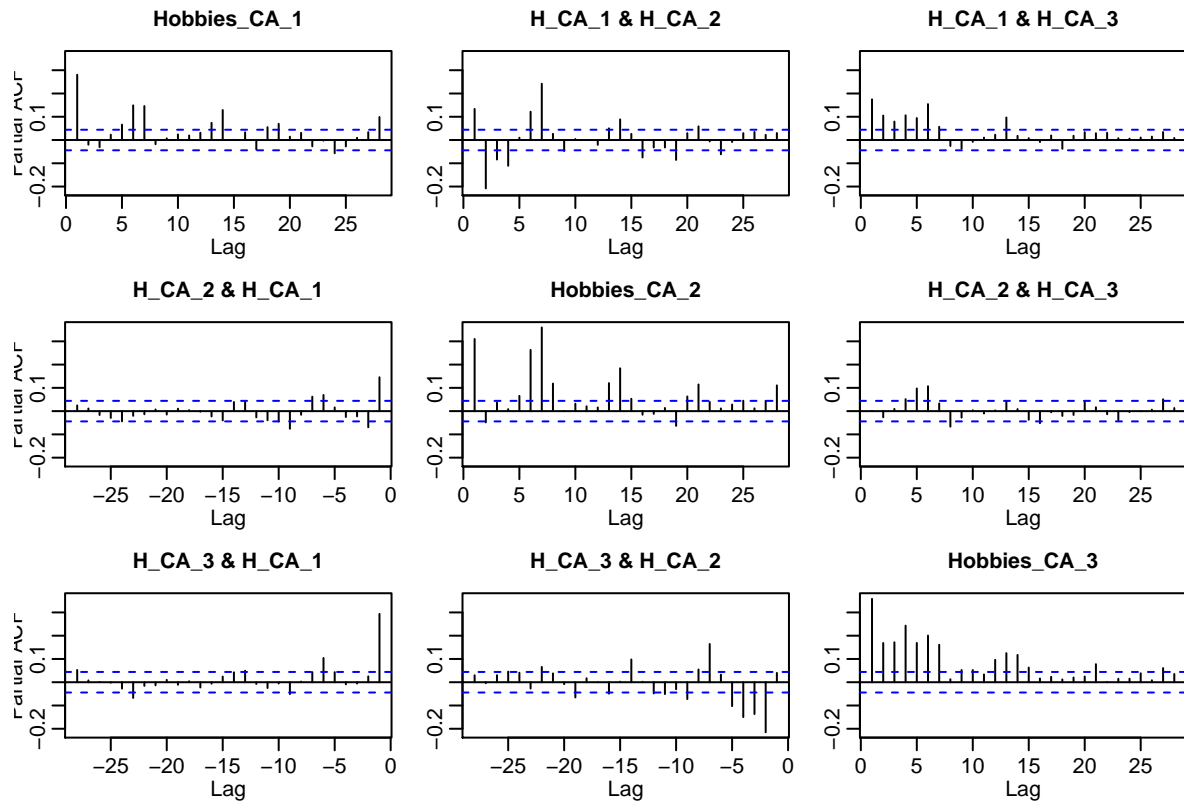 Hobbies_CA_1 H_CA_1 & H_CA_2 H_CA_1 & H_CA_3
Partial ACF
−0.2 0.1 −0.2 0.1 −0.2 0.1
0 5 10 15 20 25 0 5 10 15 20 25 0 5 10 15 20 25
Lag Lag Lag
H_CA_2 & H_CA_1 Hobbies_CA_2 H_CA_2 & H_CA_3
Partial ACF
−0.2 0.1 −0.2 0.1 −0.2 0.1
−25 −20 −15 −10 −5 0 0 5 10 15 20 25 0 5 10 15 20 25
Lag Lag Lag
H_CA_3 & H_CA_1 H_CA_3 & H_CA_2 Hobbies_CA_3
Partial ACF
−0.2 0.1 −0.2 0.1 −0.2 0.1
−25 −20 −15 −10 −5 0 −25 −20 −15 −10 −5 0 0 5 10 15 20 25
Lag Lag Lag